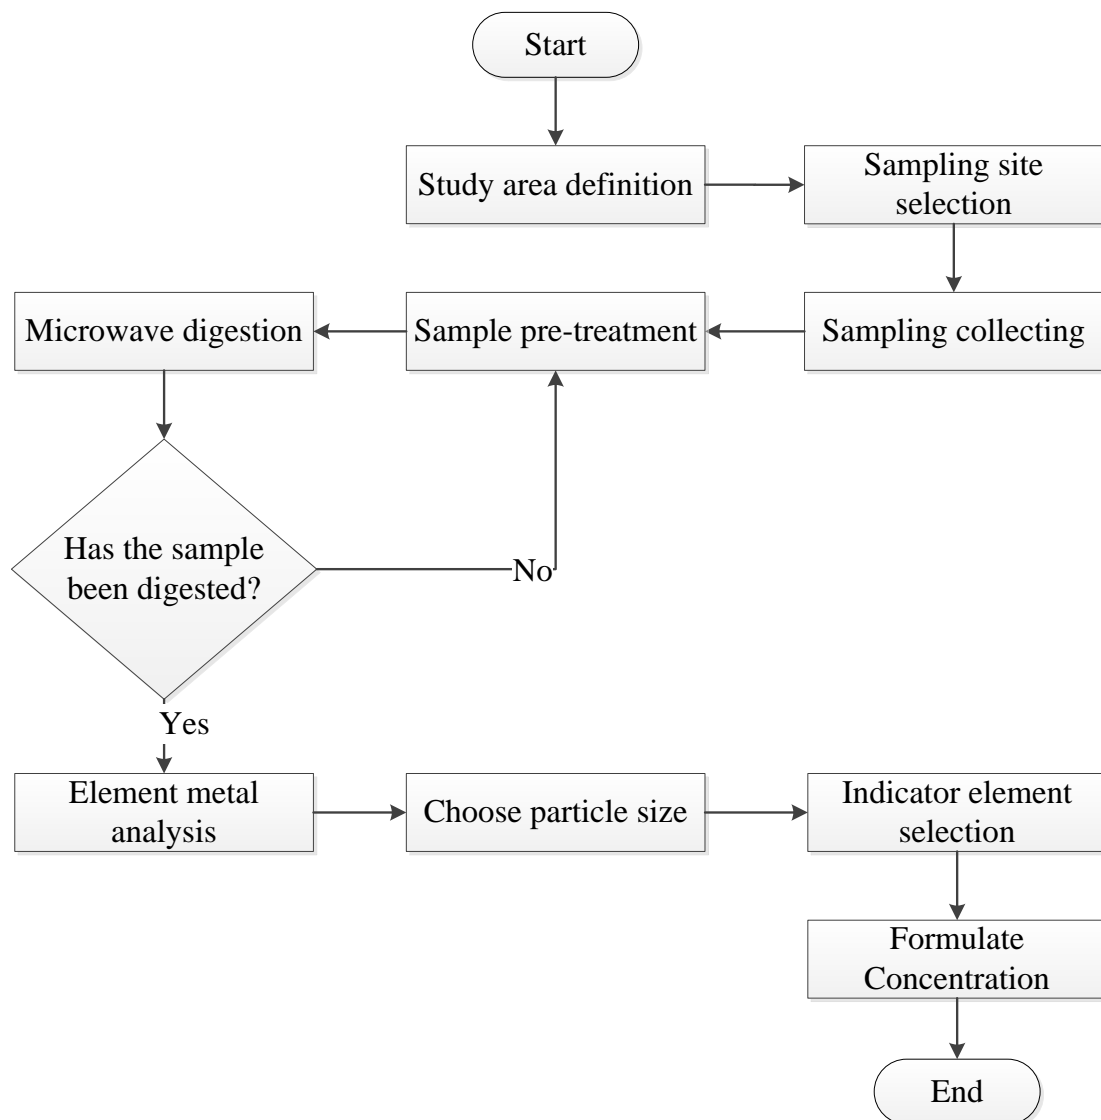 Start
Study area definition
Sampling site
selection
Sampling collecting
Sample pre-treatment
Microwave digestion
Has the sample
been digested?
No
Yes
Element metal
analysis
Choose particle size
Indicator element
selection
Formulate
Concentration
End